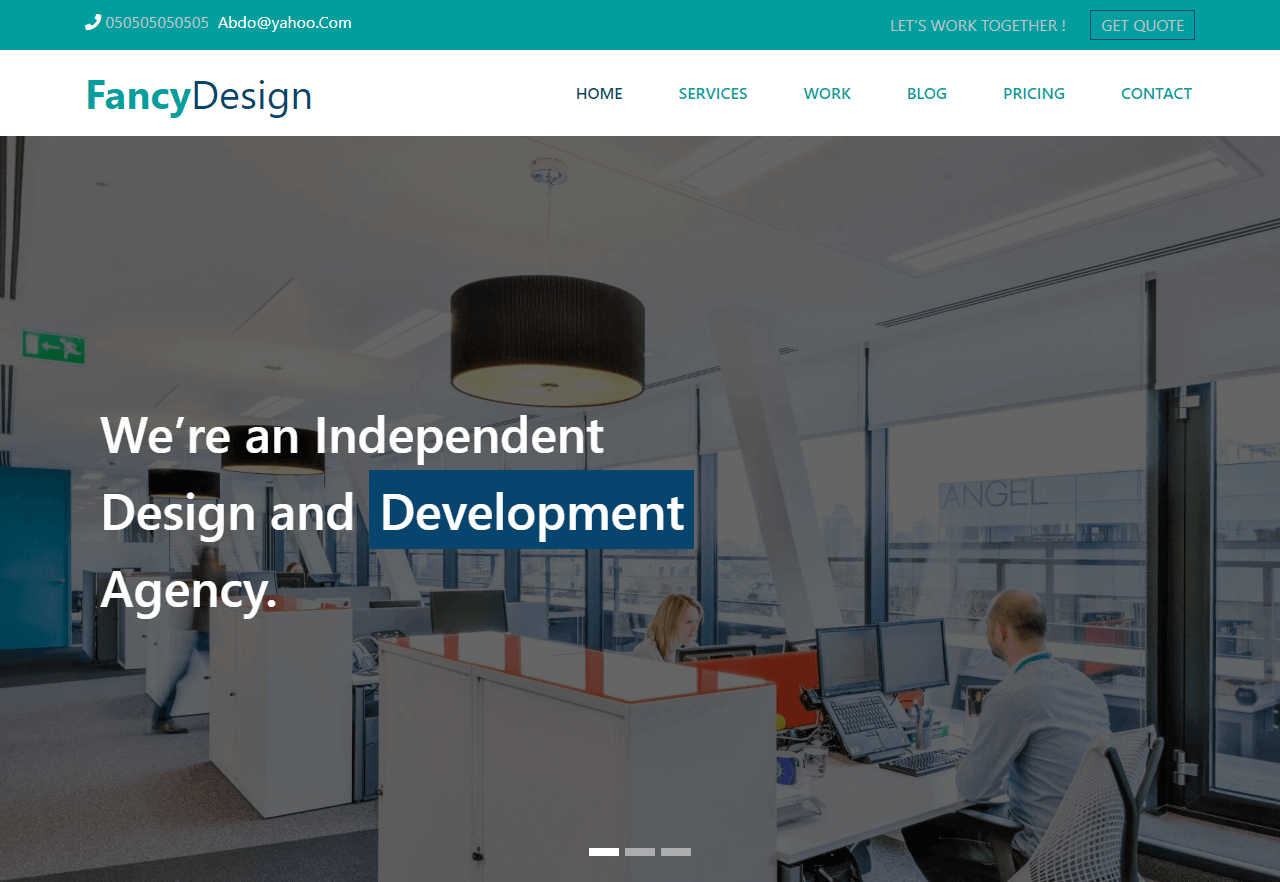 050505050505 Abdo@yahoo.Com
LET'S WORK TOGETHER !
GET QUOTE
FancyDesign
HOME
SERVICES
WORK
BLOG
PRICING
CONTACT
We’re an Independent
Design and Development
Agency.
ANGEL